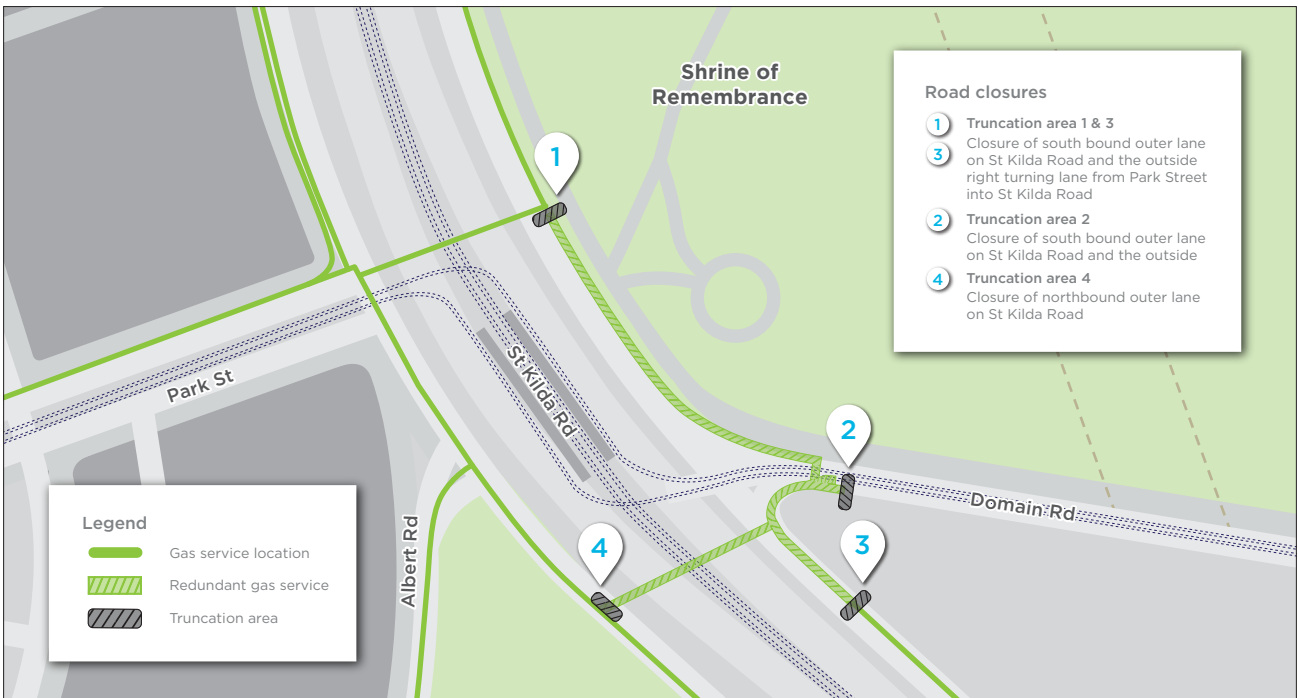 Shrine of
Remembrance
Road closures
1 Truncation area 1 & 3
3 Closure of south bound outer lane
on St Kilda Road and the outside
right turning lane from Park Street
into St Kilda Road
2 Truncation area 2
Closure of south bound outer lane
on St Kilda Road and the outside
4 Truncation area 4
Closure of northbound outer lane
on St Kilda Road
1
St Kilda Rd
Park St
2
Domain Rd
3
4
Albert Rd
Legend
Gas service location
Redundant gas service
Truncation area